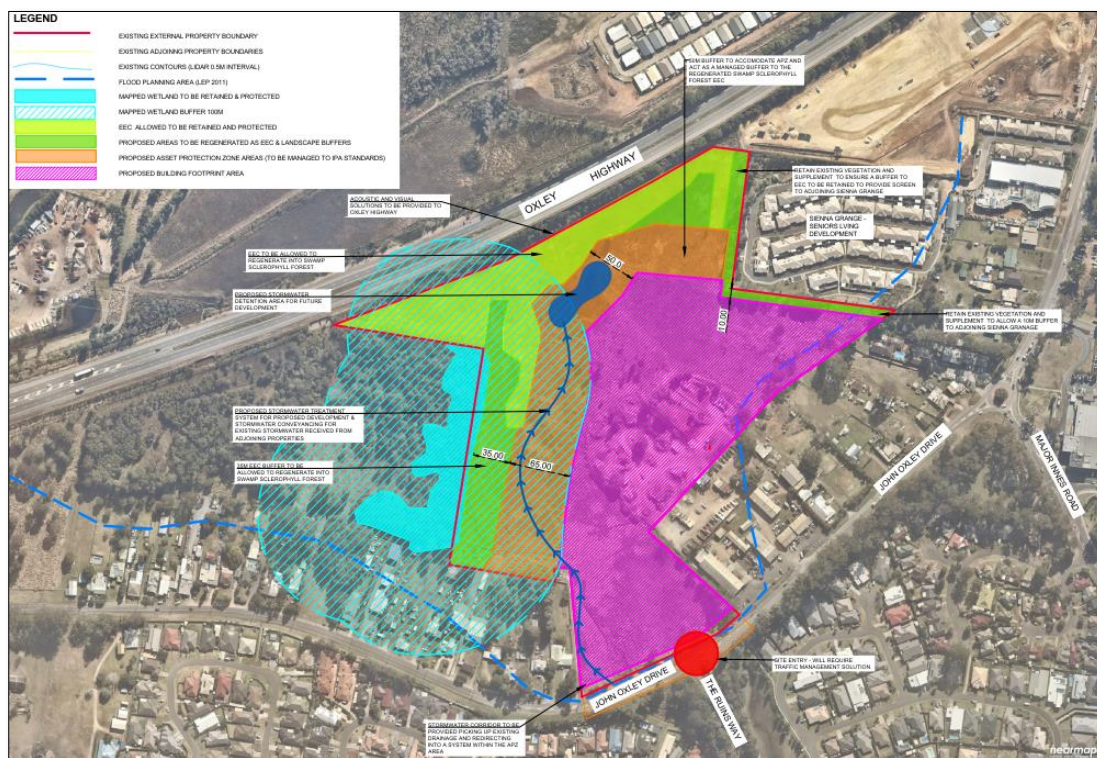 LEGEND
EXISTING EXTERNAL PROPERTY BOUNDARY
EXISTING ADJOINNG PROPERTY BOUNDARIES
EXISTING CONTOURS (LIDAR 0.5M INTERVAL)
FLOOD PLANNING AREA (LEP 2011)
MAPPED WETLAND TO BE RETAINED & PROTECTED
MAPPED WETLAND BUFFER 100M
EEC ALLOWED TO BE RETAINED AND PROTECTED
PROPOSED AREAS TO BE REGENERATED AS EEC & LANDSCAPE BUFFERS
PROPOSED ASSET PROTECTION ZONE AREAS (TO BE MANAGED TO IPA STANDARDS)
PROPOSED BUILDING FOOTPRINT AREA
50M BUFFER TO ACCOMODATE APZ AND
ACT AS A MANAGED BUFFER TO THE
REGENERATED SWAMP SCLEROPHYLL
FOREST EEC
OXLEY HIGHWAY
RETAIN EXISTING VEGETATION AND
SUPPLEMENT TO ENSURE A BUFFER TO
EEC TO BE RETAINED TO PROVIDE SCREEN
TO ADJOINING SIENNA GRANGE
ACOUSTIC AND VISUAL
SOLUTIONS TO BE PROVIDED TO
OXLEY HIGHWAY
SIENNA GRANGE -
SENIORS LVING
DEVELOPMENT
EEC TO BE ALLOWED TO
REGENERATE INTO SWAMP
SCLEROPHYLL FOREST
50.0
PROPOSED STORMWATER
DETENTION AREA FOR FUTURE
DEVELOPMENT
10.00
RETAIN EXISTING VEGETATION AND
SUPPLEMENT TO ALLOW A 10M BUFFER
TO ADJOINING SIENNA GRANAGE
PROPOSED STORMWATER TREATMENT
SYSTEM FOR PROPOSED DEVELOPMENT &
STORMWATER CONVEYANCING FOR
EXISTING STORMWATER RECEIVED FROM
ADJOINING PROPERTIES
35.00
65.00
35M EEC BUFFER TO BE
ALLOWED TO REGENERATE INTO
SWAMP SCLEROPHYLL FOREST
JOHN OXLEY DRIVE
MAJOR INNES ROAD
SITE ENTRY - WILL REQUIRE
TRAFFIC MANAGEMENT SOLUTION.
JOHN OXLEY DRIVE
THE RUINS WAY
STORMWATER CORRIDOR TO BE
PROVIDED PICKING UP EXISTING
DRAINAGE AND REDIRECTING
INTO A SYSTEM WITHIN THE APZ
AREA
nearmap